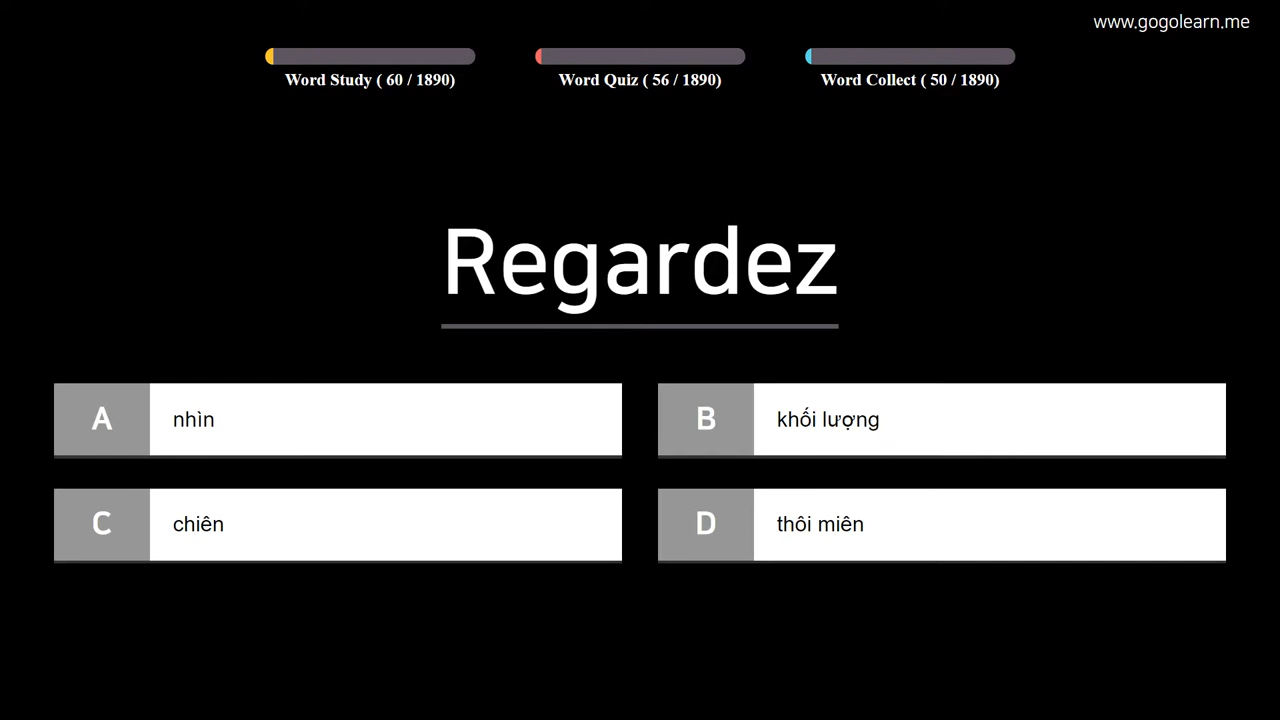 www.gogolearn.me
Word Study ( 60 / 1890)
Word Quiz ( 56 / 1890)
Word Collect ( 50 / 1890)
Regardez
A nhìn
B khối lượng
C chiên
D thôi miên